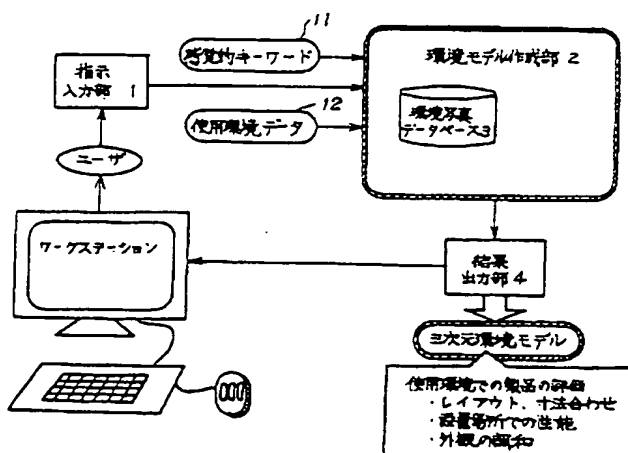 11
感覚的キーワード
指示
入力部 1
12
使用環境データ
環境モデル作成部 2
環境写真
データベース3
ユーザ
ワークステーション
結果
出力部 4
三次元環境モデル
使用環境での製品の評価
・レイアウト、寸法合わせ
・設置場所での性能
・外観の調和